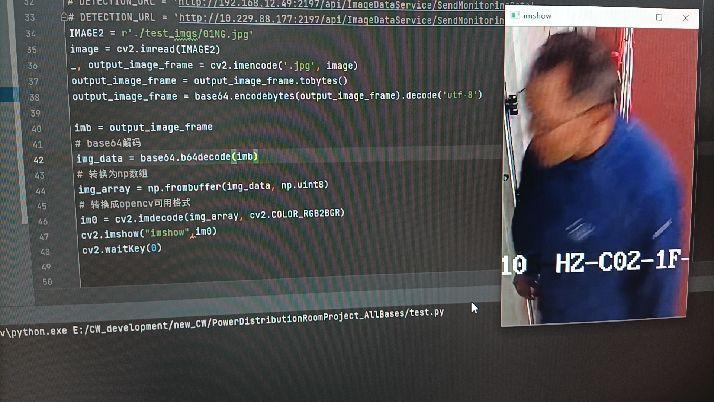 32 # DETECTION_URL = 'http://192.168.12.49:2197/api/ImageDataService/SendMonitoring
33 # DETECTION_URL = 'http://10.229.88.177:2197/api/ImageDataService/SendMonitoring
34 IMAGE2 = r'./test_imgs/01NG.jpg'
35 image = cv2.imread(IMAGE2)
36 _, output_image_frame = cv2.imencode('.jpg', image)
37 output_image_frame = output_image_frame.tobytes()
38 output_image_frame = base64.encodebytes(output_image_frame).decode('utf-8')
39
40 imb = output_image_frame
41 # base64解码
42 img_data = base64.b64decode(imb)
43 # 转换为np数组
44 img_array = np.frombuffer(img_data, np.uint8)
45 # 转换成opencv可用格式
46 im0 = cv2.imdecode(img_array, cv2.COLOR_RGB2BGR)
47 cv2.imshow("imshow",im0)
48 cv2.waitKey(0)
49
50
imshow
10 HZ-C02-1F-
v\python.exe E:/CW_development/new_CW/PowerDistributionRoomProject_AllBases/test.py